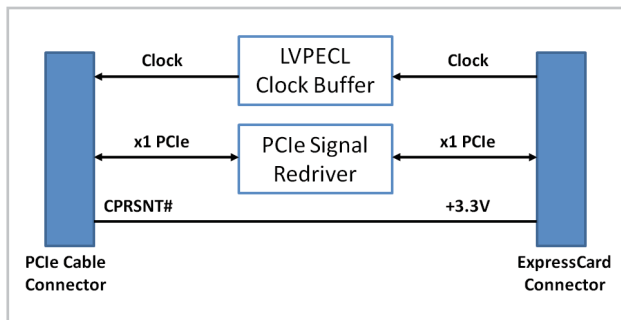 LVPECL
Clock Buffer
Clock
Clock
x1 PCIe
PCIe Signal
Redriver
x1 PCIe
CPRSNT#
+3.3V
PCIe Cable
Connector
ExpressCard
Connector